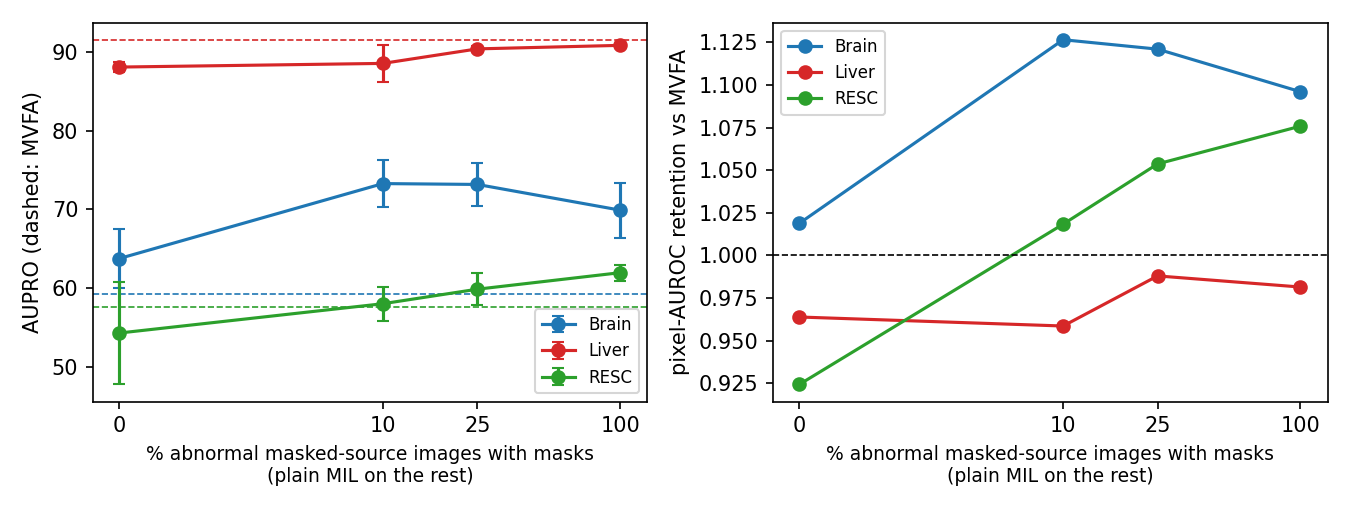 AUPRO (dashed: MVFA)
90
80
70
60
50
0
10
25
100
% abnormal masked-source images with masks
(plain MIL on the rest)
Brain
Liver
RESC
pixel-AUROC retention vs MVFA
1.125
1.100
1.075
1.050
1.025
1.000
0.975
0.950
0.925
0
10
25
100
% abnormal masked-source images with masks
(plain MIL on the rest)
Brain
Liver
RESC